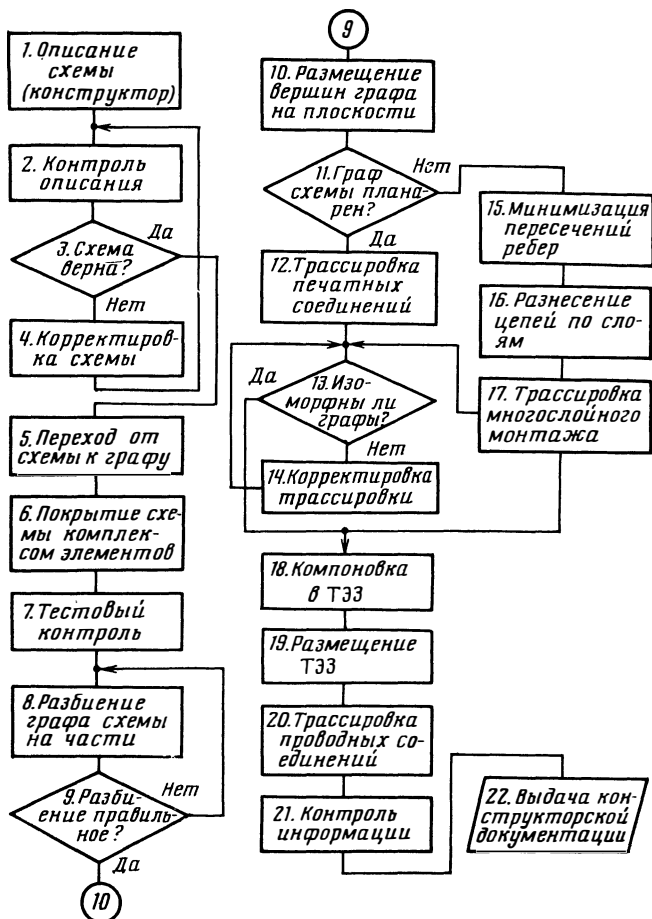 1. Описание
схемы
(конструктор)
2. Контроль
описания
Да
3. Схема
верна?
Нет
4. Корректиров-
ка схемы
5. Переход от
схемы к графу
6. Покрытие схе-
мы комплек-
сом элементов
7. Тестовый
контроль
8. Разбиение
графа схемы
на части
9. Разби-
ение правиль-
ное?
Нет
Да
10
9
10. Размещение
вершин графа
на плоскости
11. Граф
схемы плана-
рен?
Нет
Да
12. Трассировка
печатных
соединений
Да
13. Изо-
морфны ли
графы?
Нет
14. Корректировка
трассировки
15. Минимизация
пересечений
ребер
16. Разнесение
цепей по сло-
ям
17. Трассировка
многослойного
монтажа
18. Компоновка
в ТЭЗ
19. Размещение
ТЭЗ
20. Трассировка
проводных со-
единений
21. Контроль
информации
22. Выдача кон-
структорской
документации